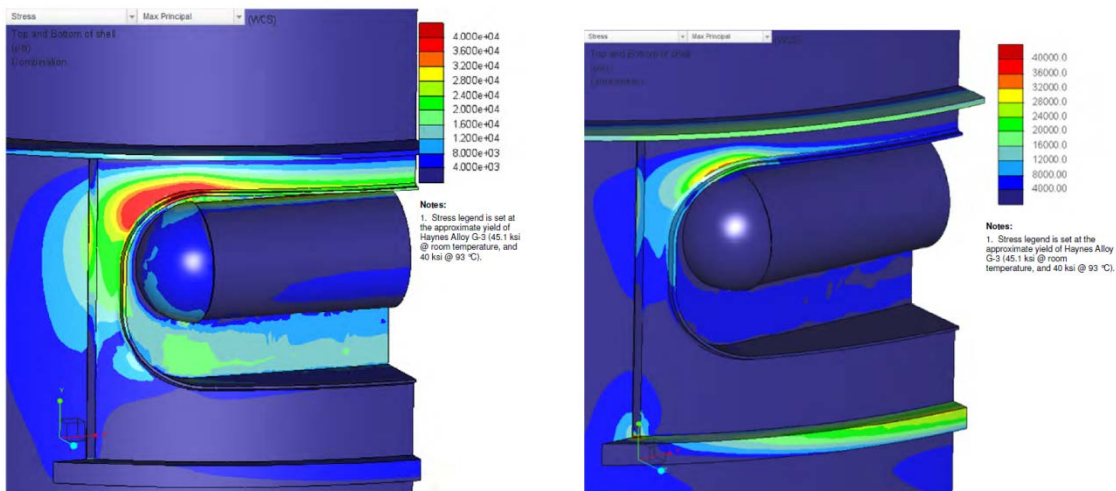 Stress
Max Principal
(WCS)
Top and Bottom of shell
(psi)
Combination
4.000e+04
3.600e+04
3.200e+04
2.800e+04
2.400e+04
2.000e+04
1.600e+04
1.200e+04
8.000e+03
4.000e+03
Notes:
1. Stress legend is set at
the approximate yield of
Haynes Alloy G-3 (45.1 ksi
@ room temperature, and
40 ksi @ 93 °C).
Y
Stress
Max Principal
(WCS)
Top and Bottom of shell
Combination
40000.0
36000.0
32000.0
28000.0
24000.0
20000.0
16000.0
12000.0
8000.00
4000.00
Notes:
1. Stress legend is set at the
approximate yield of Haynes Alloy
G-3 (45.1 ksi @ room
temperature, and 40 ksi @ 93 °C).